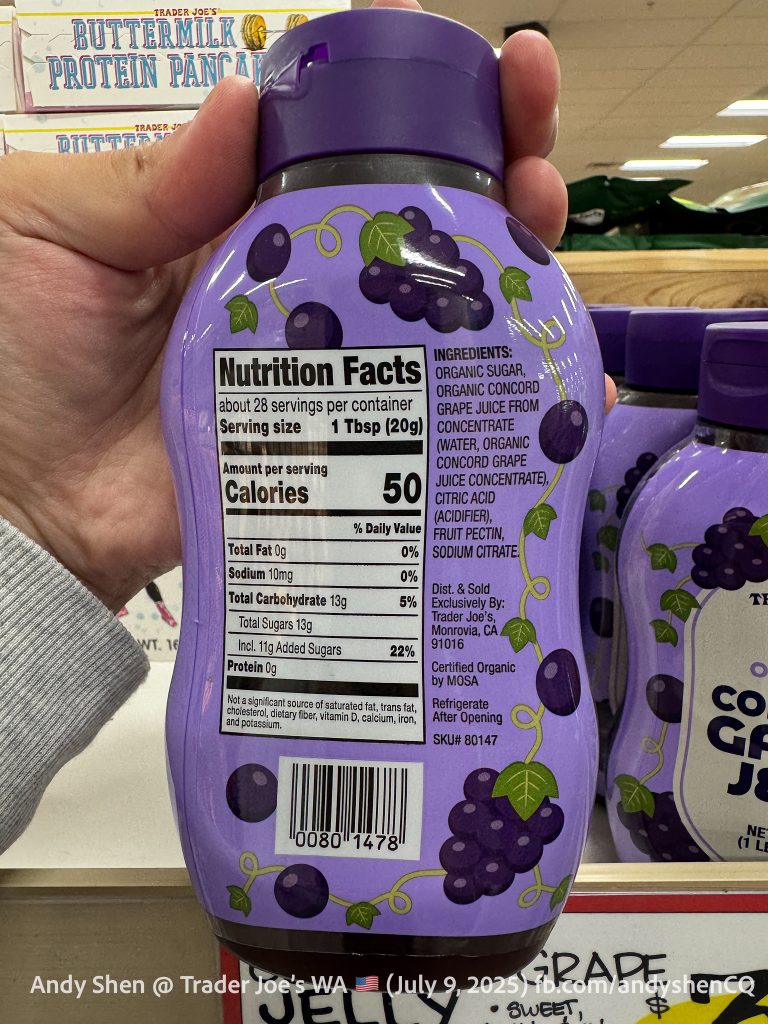 TRADER JOE'S
BUTTERMILK
PROTEIN PANCA
TRADER JO
Nutrition Facts
about 28 servings per container
Serving size 1 Tbsp (20g)
Amount per serving
Calories 50
% Daily Value
Total Fat 0g 0%
Sodium 10mg 0%
Total Carbohydrate 13g 5%
Total Sugars 13g
Incl. 11g Added Sugars 22%
Protein 0g
Not a significant source of saturated fat, trans fat,
cholesterol, dietary fiber, vitamin D, calcium, iron,
and potassium.
INGREDIENTS:
ORGANIC SUGAR,
ORGANIC CONCORD
GRAPE JUICE FROM
CONCENTRATE
(WATER, ORGANIC
CONCORD GRAPE
JUICE CONCENTRATE),
CITRIC ACID
(ACIDIFIER),
FRUIT PECTIN,
SODIUM CITRATE.
Dist. & Sold
Exclusively By:
Trader Joe's,
Monrovia, CA
91016
Certified Organic
by MOSA
Refrigerate
After Opening
SKU# 80147
0080 1478
WT. 16
CO
G
J
NE
(1 L
GRAPE
JELLY
• SWEET,
$
Andy Shen @ Trader Joe's WA 🇺🇸 (July 9, 2025) fb.com/andyshenCQ